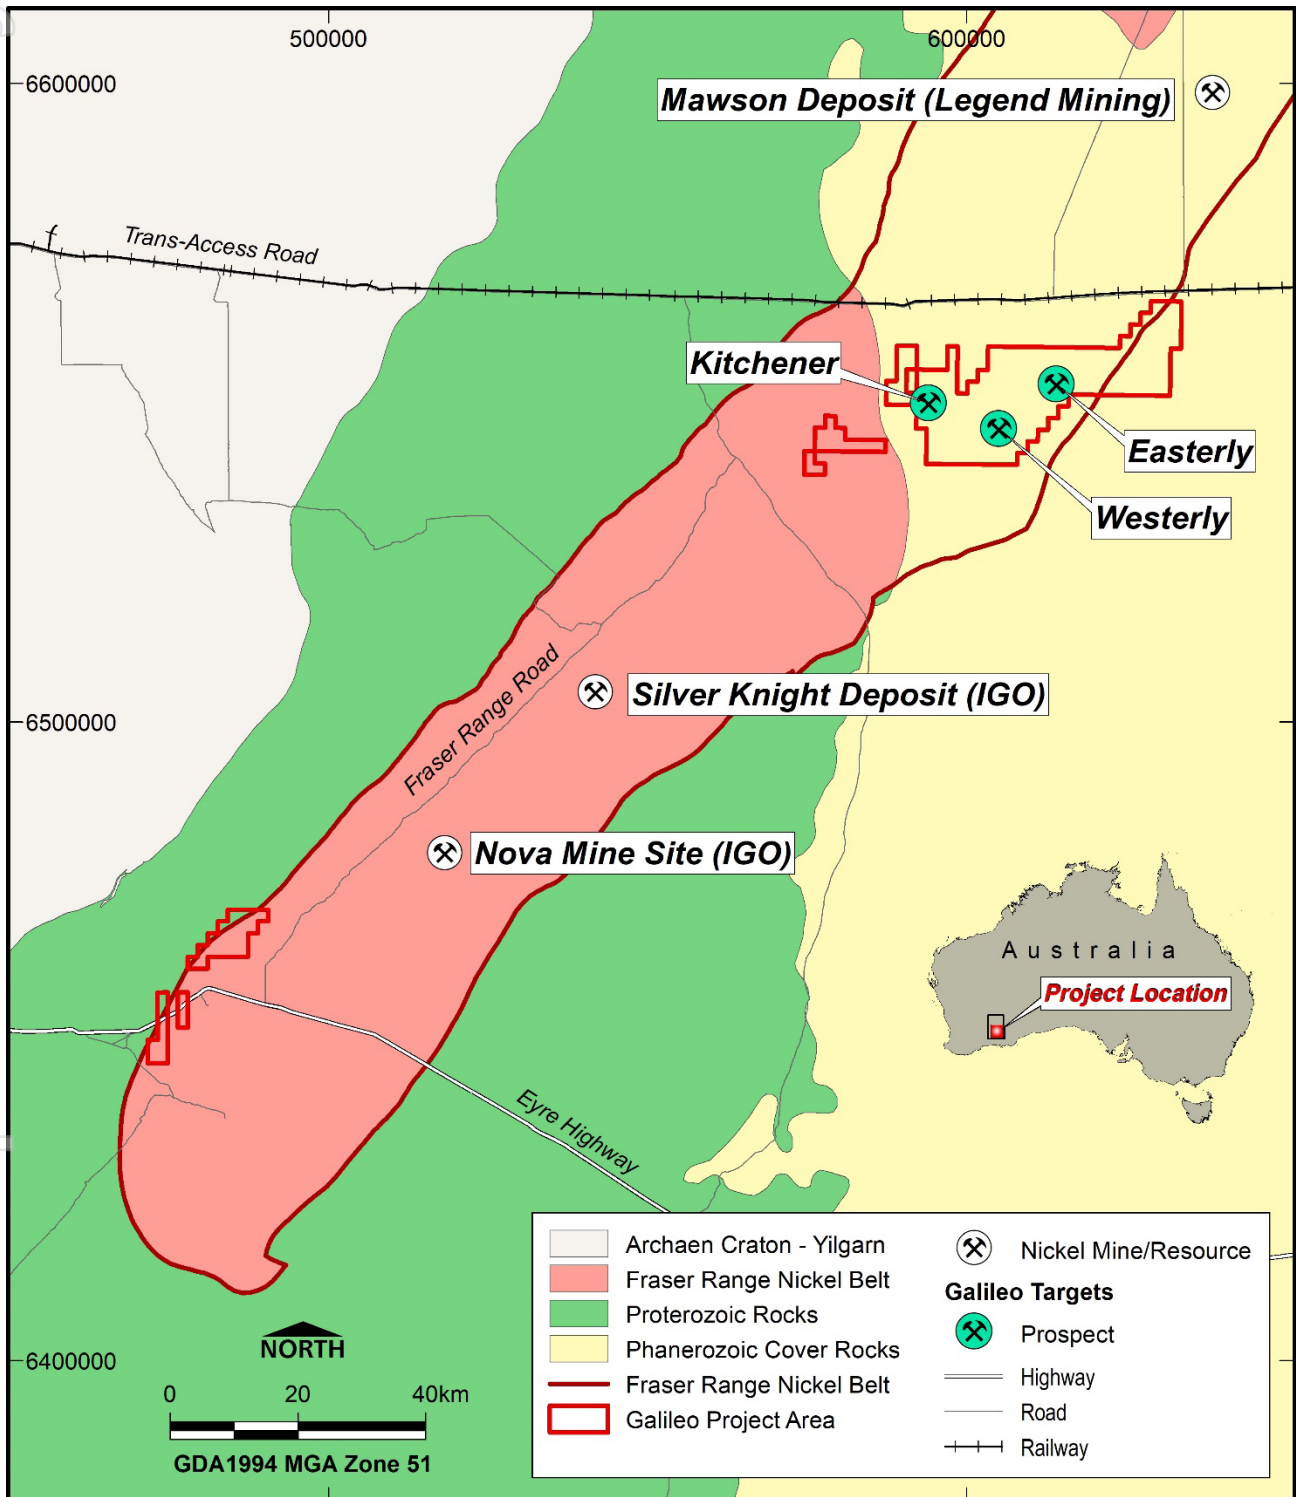 500000
600000
6600000
Mawson Deposit (Legend Mining)
Trans-Access Road
Kitchener
Easterly
Westerly
Fraser Range Road
Silver Knight Deposit (IGO)
6500000
Nova Mine Site (IGO)
Australia
Project Location
Eyre Highway
6400000
NORTH
0 20 40km
GDA1994 MGA Zone 51
Archaen Craton - Yilgarn
Fraser Range Nickel Belt
Proterozoic Rocks
Phanerozoic Cover Rocks
Fraser Range Nickel Belt
Galileo Project Area
Nickel Mine/Resource
Galileo Targets
Prospect
Highway
Road
Railway